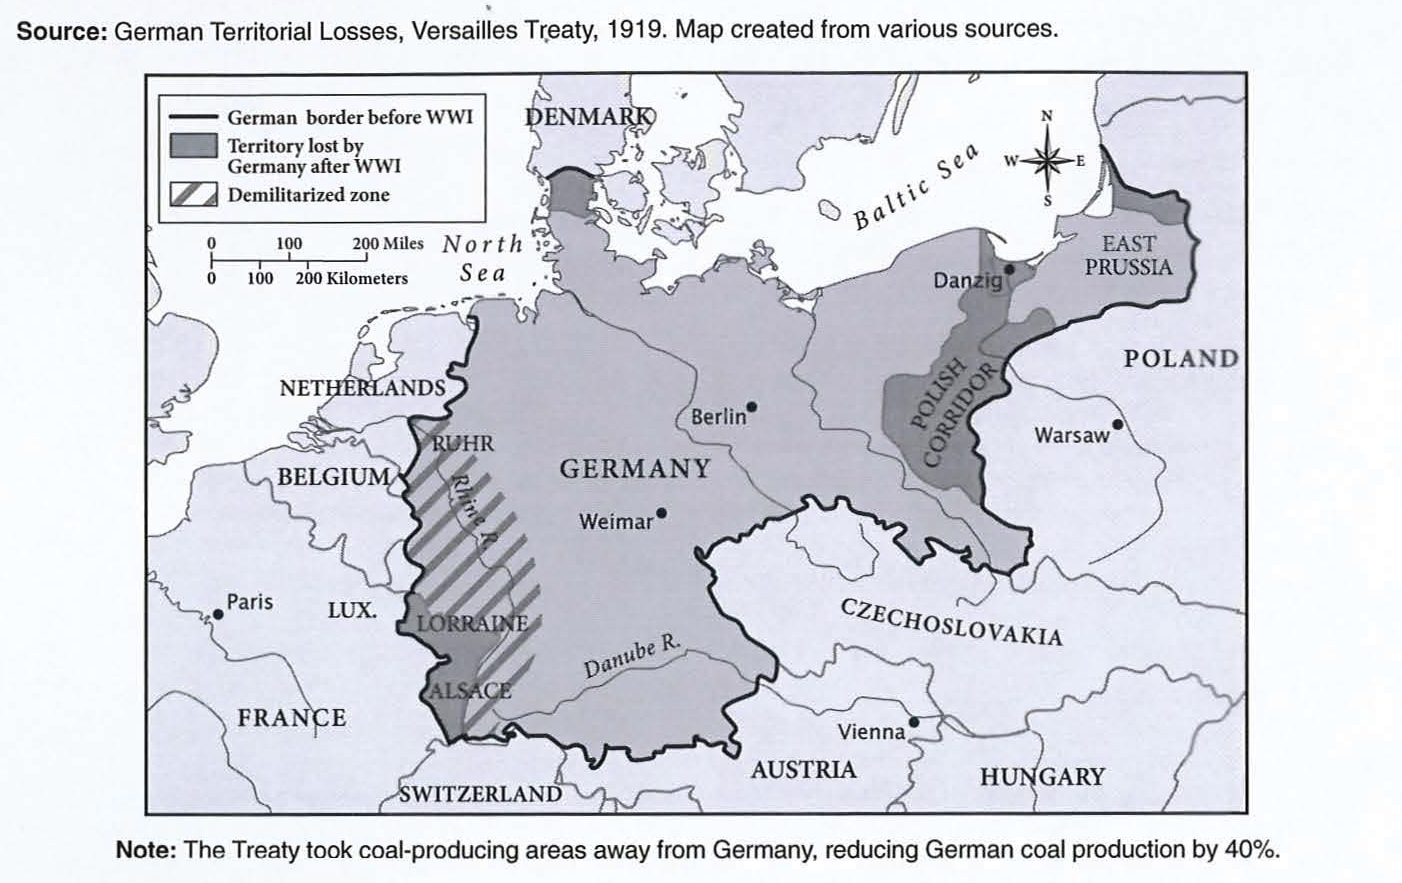 Source: German Territorial Losses, Versailles Treaty, 1919. Map created from various sources.
German border before WWI
Territory lost by
Germany after WWI
Demilitarized zone
0 100 200 Miles
0 100 200 Kilometers
DENMARK
North
Sea
Baltic Sea
N
W E
S
EAST
PRUSSIA
Danzig
POLAND
NETHERLANDS
POLISH
CORRIDOR
Berlin
Warsaw
RUHR
BELGIUM
GERMANY
Rhine R.
Weimar
Paris
LUX.
LORRAINE
CZECHOSLOVAKIA
Danube R.
ALSACE
FRANCE
Vienna
AUSTRIA
HUNGARY
SWITZERLAND
Note: The Treaty took coal-producing areas away from Germany, reducing German coal production by 40%.